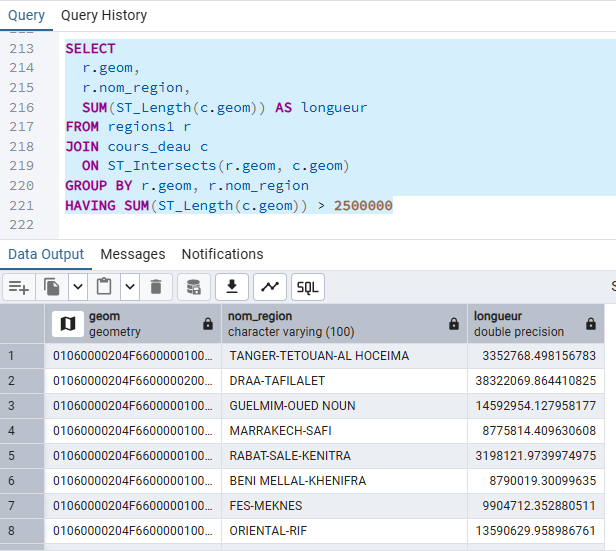 Query Query History
213 SELECT
214 r.geom,
215 r.nom_region,
216 SUM(ST_Length(c.geom)) AS longueur
217 FROM regions1 r
218 JOIN cours_deau c
219 ON ST_Intersects(r.geom, c.geom)
220 GROUP BY r.geom, r.nom_region
221 HAVING SUM(ST_Length(c.geom)) > 2500000
222
Data Output Messages Notifications
SQL
geom nom_region longueur
geometry character varying (100) double precision
1 01060000204F6600000100... TANGER-TETOUAN-AL HOCEIMA 3352768.498156783
2 01060000204F6600000200... DRAA-TAFILALET 38322069.864410825
3 01060000204F6600000100... GUELMIM-OUED NOUN 14592954.127958177
4 01060000204F6600000100... MARRAKECH-SAFI 8775814.409630608
5 01060000204F6600000100... RABAT-SALE-KENITRA 3198121.9739974975
6 01060000204F6600000100... BENI MELLAL-KHENIFRA 8790019.30099635
7 01060000204F6600000100... FES-MEKNES 9904712.352880511
8 01060000204F6600000100... ORIENTAL-RIF 13590629.958986761